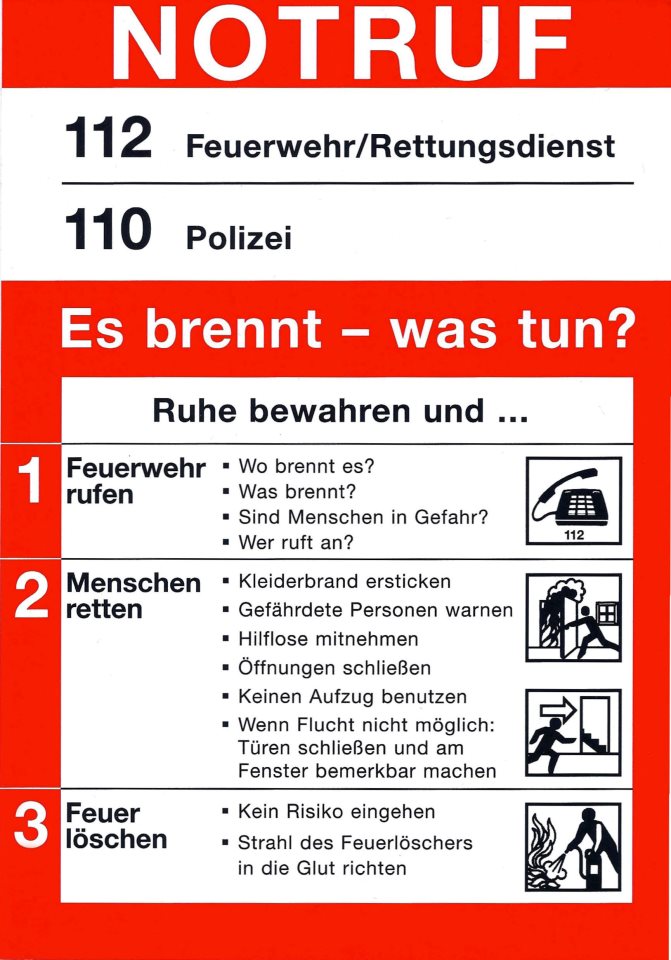 NOTRUF
112 Feuerwehr/Rettungsdienst
110 Polizei
Es brennt – was tun?
Ruhe bewahren und ...
1 Feuerwehr rufen
▪ Wo brennt es?
▪ Was brennt?
▪ Sind Menschen in Gefahr?
▪ Wer ruft an?
112
2 Menschen retten
▪ Kleiderbrand ersticken
▪ Gefährdete Personen warnen
▪ Hilflose mitnehmen
▪ Öffnungen schließen
▪ Keinen Aufzug benutzen
▪ Wenn Flucht nicht möglich:
Türen schließen und am
Fenster bemerkbar machen
3 Feuer löschen
▪ Kein Risiko eingehen
▪ Strahl des Feuerlöschers
in die Glut richten